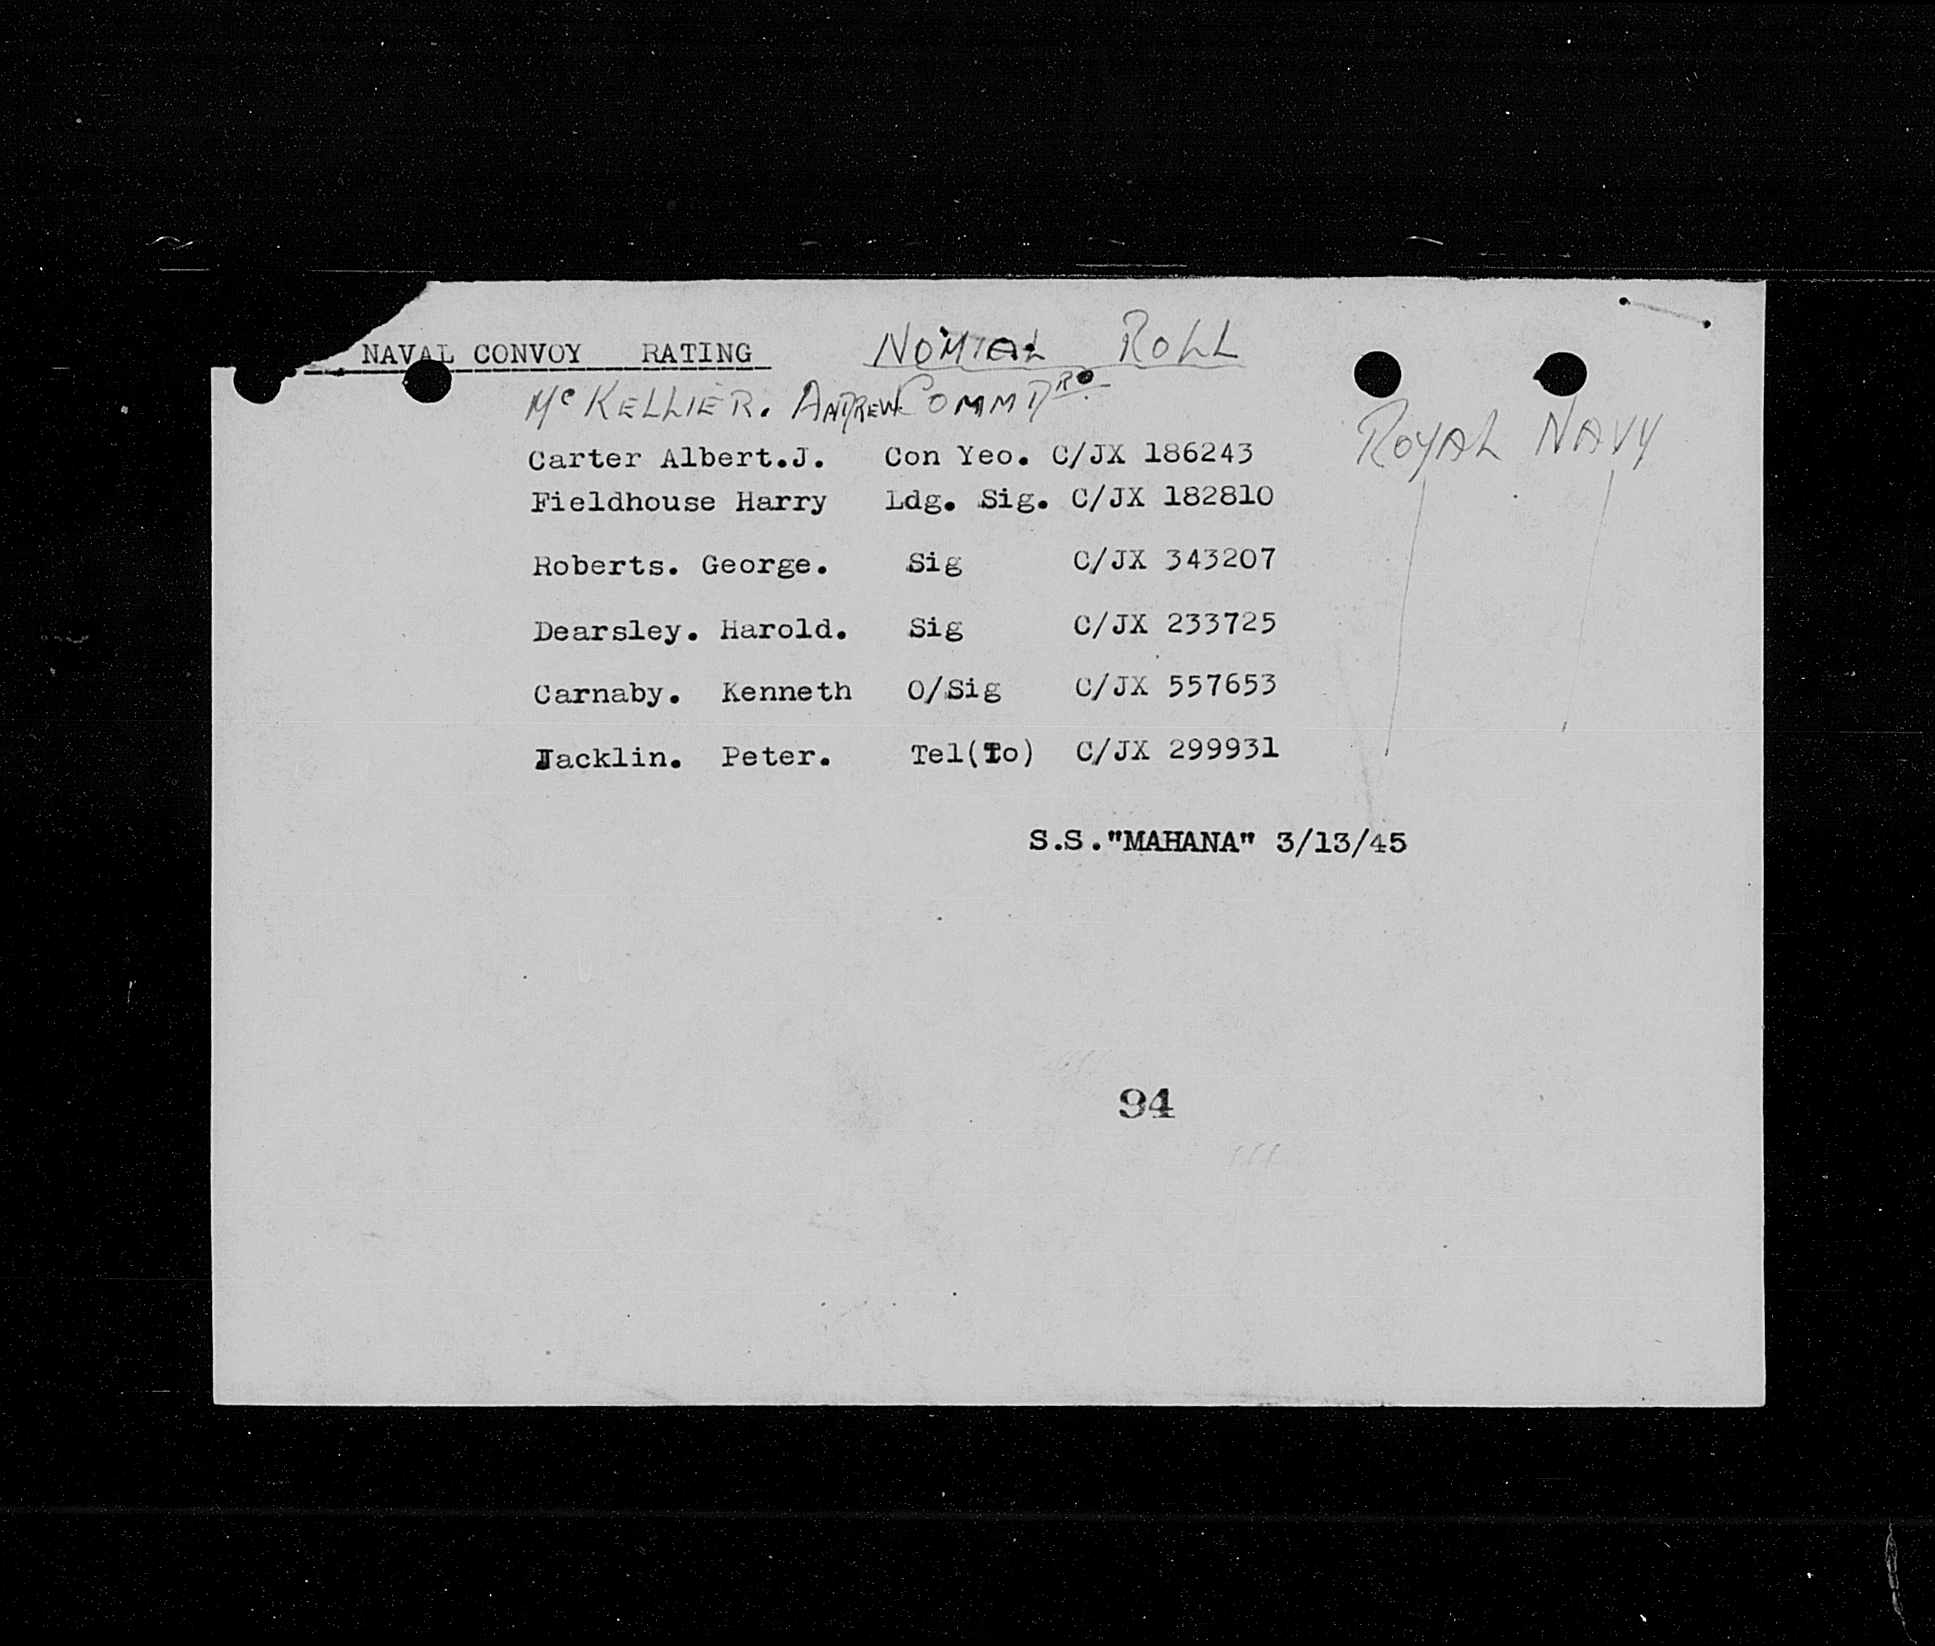 NAVAL CONVOY RATING NOMIAL ROLL
McKELLIER. ANDREW COMMDRO.
ROYAL NAVY
Carter Albert.J. Con Yeo. C/JX 186243
Fieldhouse Harry Ldg. Sig. C/JX 182810
Roberts. George. Sig C/JX 343207
Dearsley. Harold. Sig C/JX 233725
Carnaby. Kenneth O/Sig C/JX 557653
Jacklin. Peter. Tel(To) C/JX 299931
S.S."MAHANA" 3/13/45
94